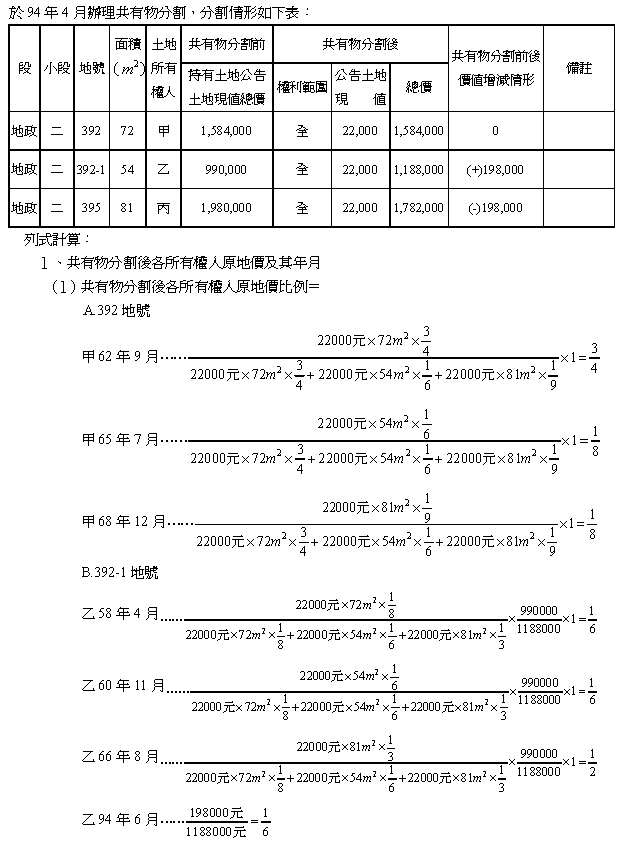 於 94 年 4 月辦理共有物分割，分割情形如下表：
段 小段 地號 面積（m²） 土地所有權人 共有物分割前 共有物分割後 共有物分割前後價值增減情形 備註
持有土地公告土地現值總價 權利範圍 公告土地現值 總價
地政 二 392 72 甲 1,584,000 全 22,000 1,584,000 0
地政 二 392-1 54 乙 990,000 全 22,000 1,188,000 (+)198,000
地政 二 395 81 丙 1,980,000 全 22,000 1,782,000 (-)198,000
列式計算：
1、共有物分割後各所有權人原地價及其年月
（1）共有物分割後各所有權人原地價比例＝
A.392 地號
甲 62 年 9 月……(22000元×72m²×3/4)/(22000元×72m²×3/4+22000元×54m²×1/6+22000元×81m²×1/9)×1=3/4
甲 65 年 7 月……(22000元×54m²×1/6)/(22000元×72m²×3/4+22000元×54m²×1/6+22000元×81m²×1/9)×1=1/8
甲 68 年 12 月……(22000元×81m²×1/9)/(22000元×72m²×3/4+22000元×54m²×1/6+22000元×81m²×1/9)×1=1/8
B.392-1 地號
乙 58 年 4 月……(22000元×72m²×1/8)/(22000元×72m²×1/8+22000元×54m²×1/6+22000元×81m²×1/3)×990000/1188000×1=1/6
乙 60 年 11 月……(22000元×54m²×1/6)/(22000元×72m²×1/8+22000元×54m²×1/6+22000元×81m²×1/3)×990000/1188000×1=1/6
乙 66 年 8 月……(22000元×81m²×1/3)/(22000元×72m²×1/8+22000元×54m²×1/6+22000元×81m²×1/3)×990000/1188000×1=1/2
乙 94 年 6 月……198000元/1188000元=1/6